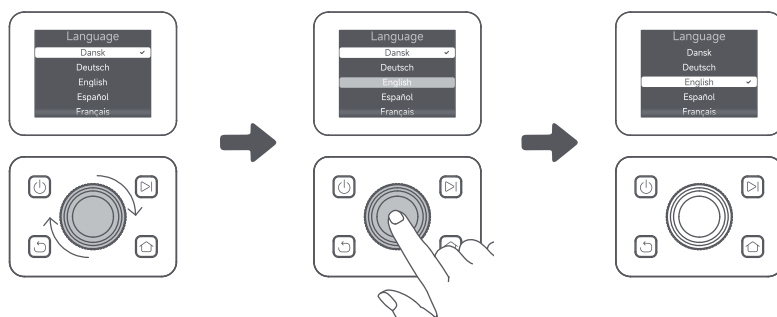 Language
Dansk
Deutsch
English
Español
Français
Language
Dansk
Deutsch
English
Español
Français
Language
Dansk
Deutsch
English
Español
Français